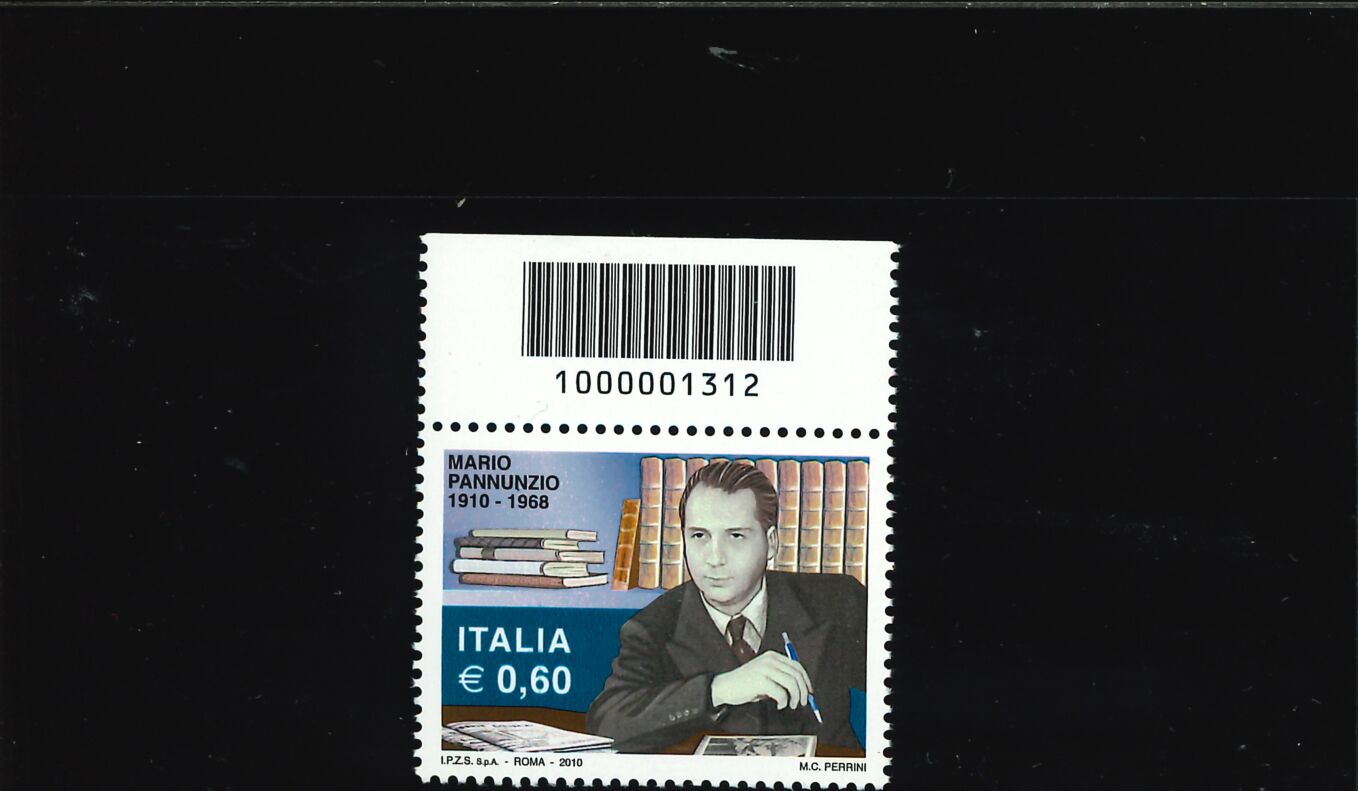 1000001312
MARIO
PANNUNZIO
1910 - 1968
ITALIA
€ 0,60
I.P.Z.S. S.p.A. - ROMA - 2010
M.C. PERRINI